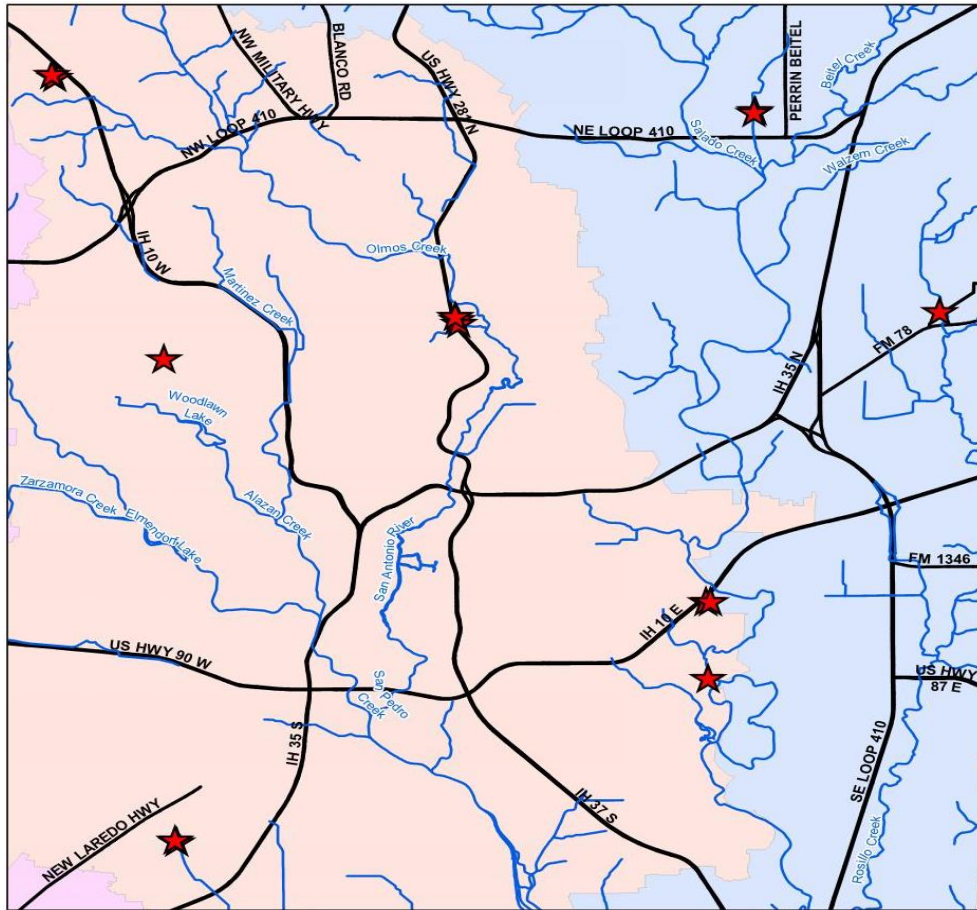 BLANCO RD
NW MILITARY HWY
US HWY 281 N
PERRIN BEITEL
Beitel Creek
NW LOOP 410
NE LOOP 410
Salado Creek
Walzem Creek
IH 10 W
Olmos Creek
Martinez Creek
FM 78
IH 35 N
Woodlawn
Lake
Zarzamora Creek
Elmendorf Lake
Alazan Creek
San Antonio River
FM 1346
IH 10 E
US HWY 90 W
US HWY
87 E
San Pedro
Creek
IH 35 S
SE LOOP 410
IH 37 S
NEW LAREDO HWY
Rosillo Creek